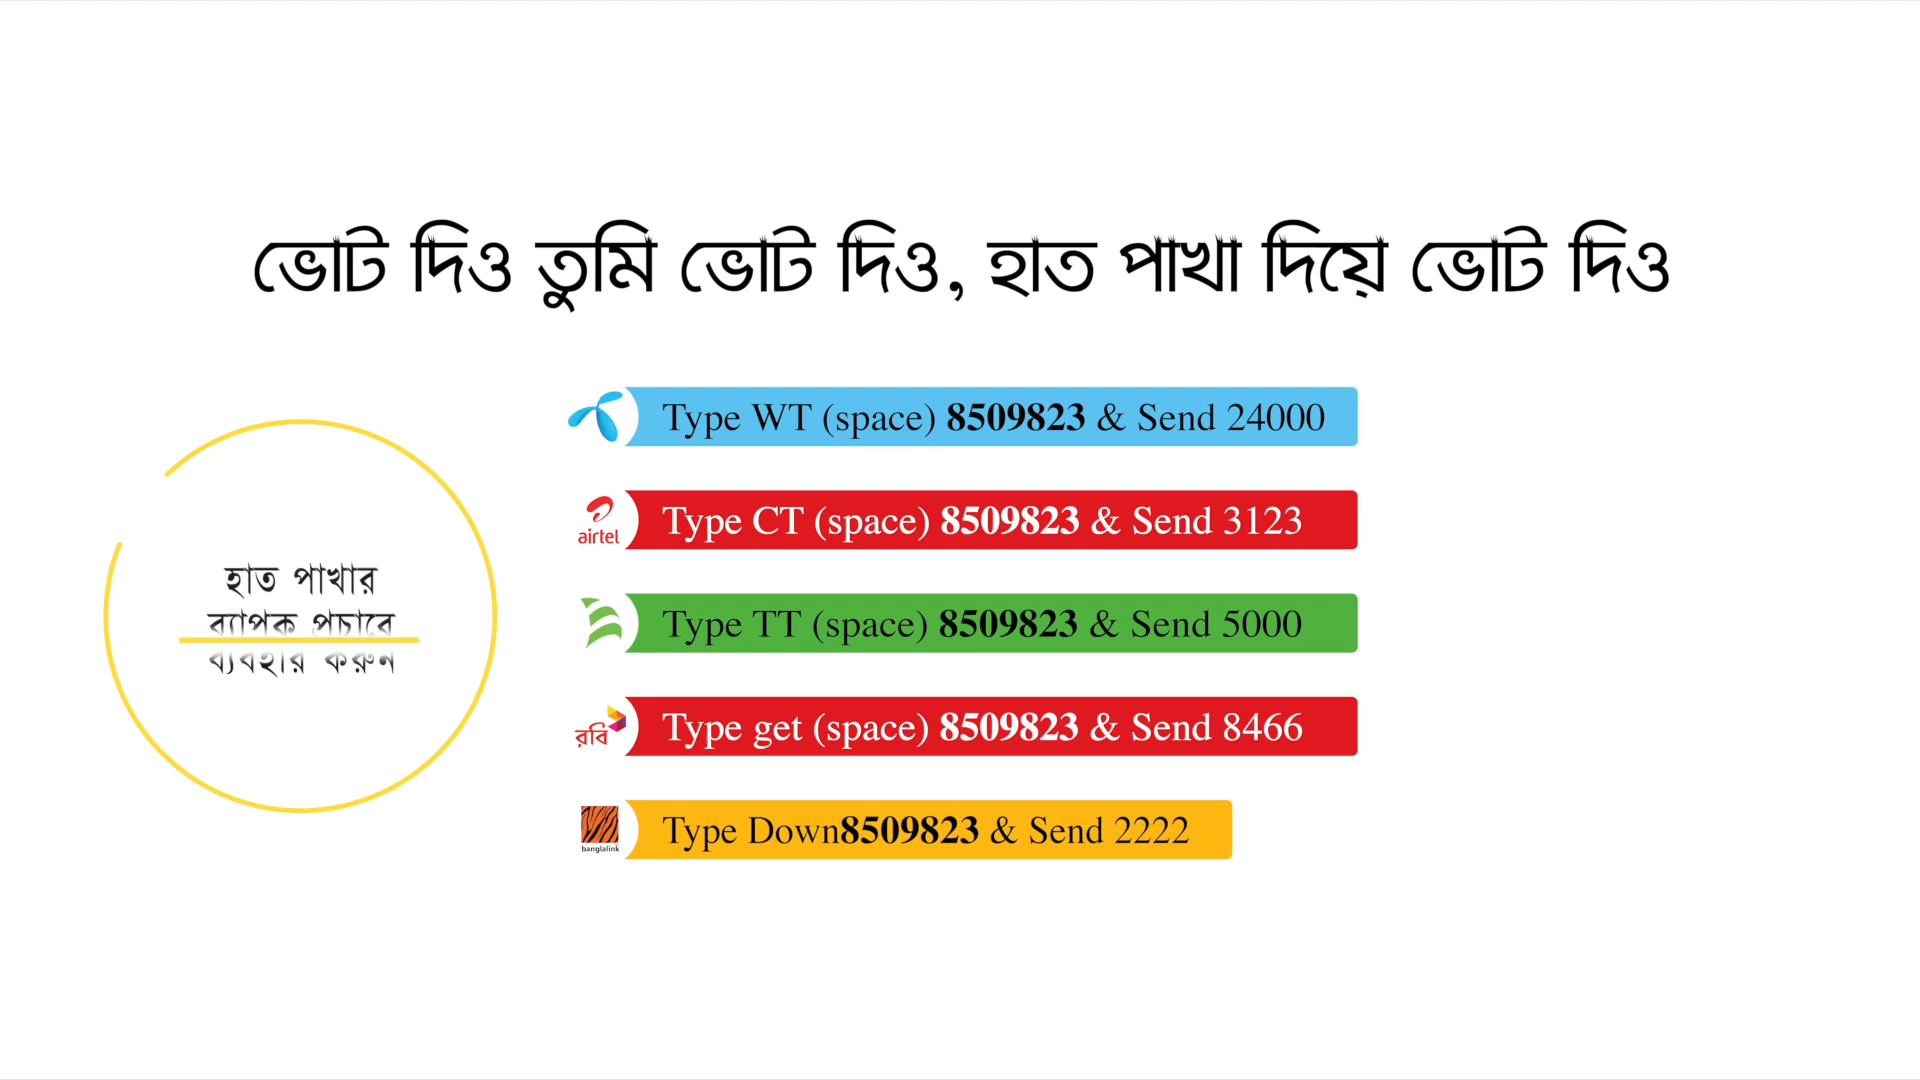 ভোট দিও তুমি ভোট দিও, হাত পাখা দিয়ে ভোট দিও
Type WT (space) 8509823 & Send 24000
airtel
Type CT (space) 8509823 & Send 3123
Type TT (space) 8509823 & Send 5000
রবি
Type get (space) 8509823 & Send 8466
banglalink
Type Down8509823 & Send 2222
হাত পাখার
ব্যাপক প্রচারে
ব্যবহার করুন